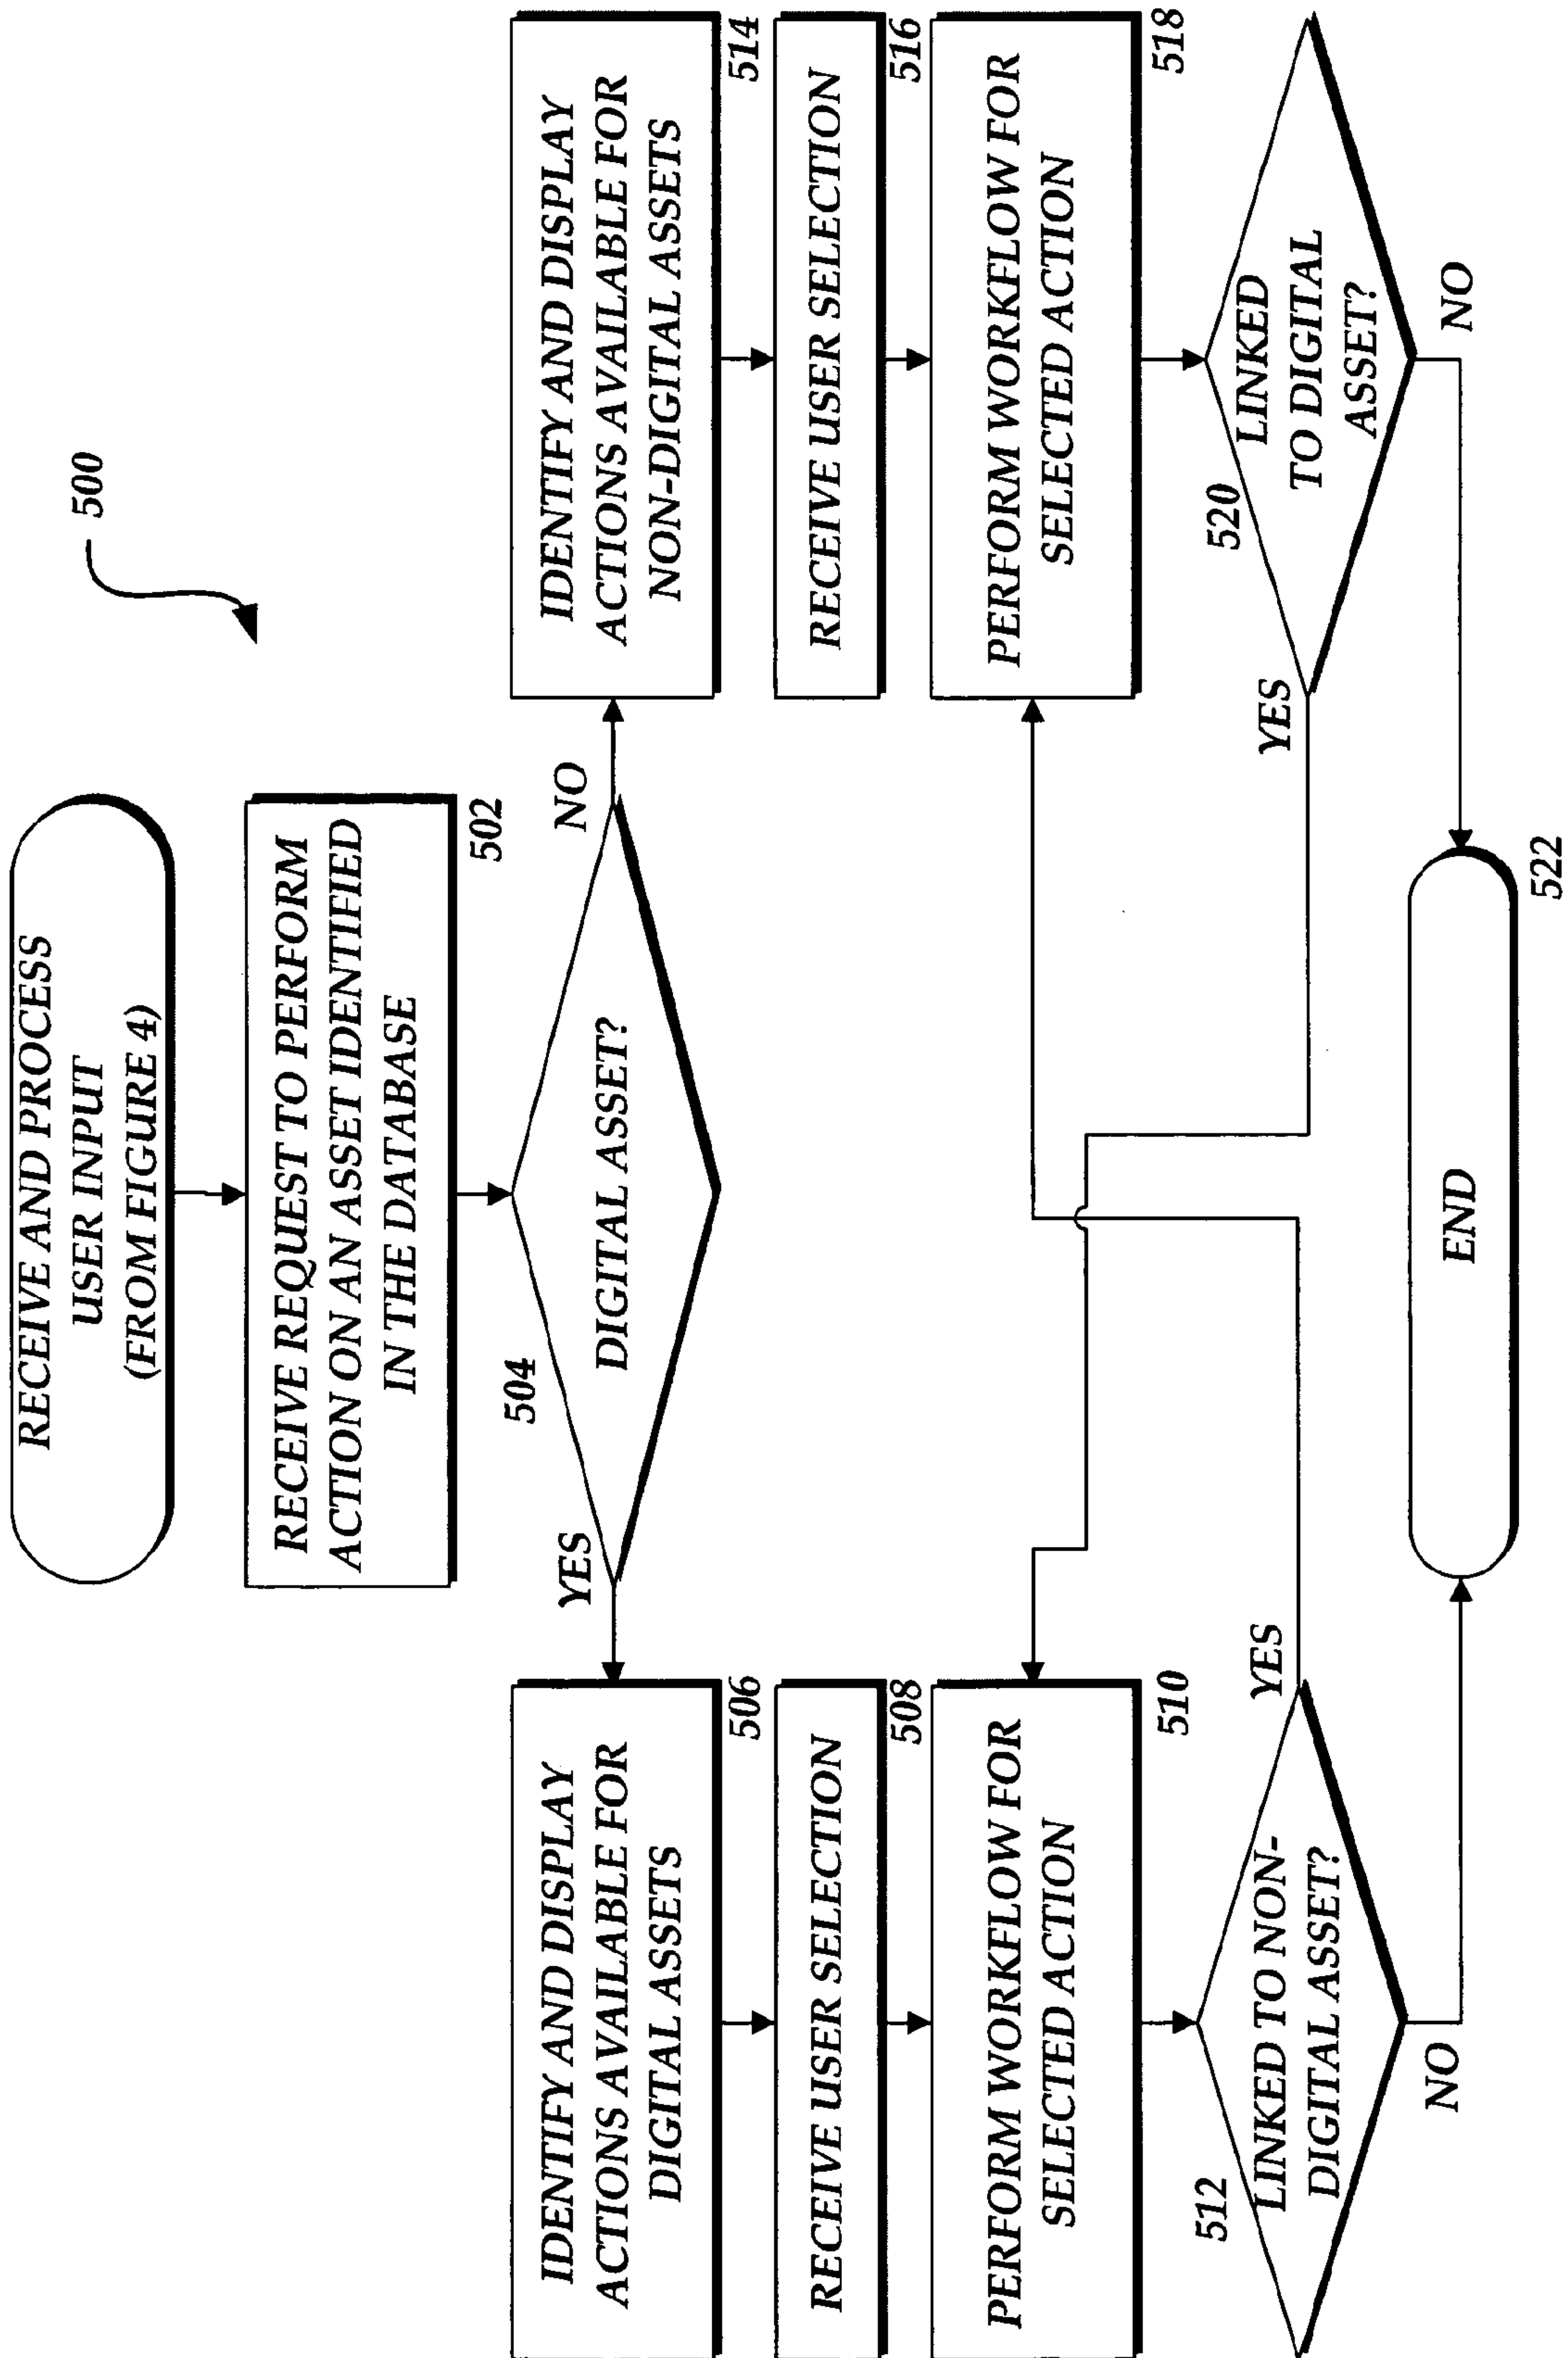 500
RECEIVE AND PROCESS
USER INPUT
(FROM FIGURE 4)
RECEIVE REQUEST TO PERFORM
ACTION ON AN ASSET IDENTIFIED
IN THE DATABASE
502
504
DIGITAL ASSET?
YES
NO
IDENTIFY AND DISPLAY
ACTIONS AVAILABLE FOR
DIGITAL ASSETS
506
RECEIVE USER SELECTION
508
PERFORM WORKFLOW FOR
SELECTED ACTION
510
512
LINKED TO NON-
DIGITAL ASSET?
YES
NO
IDENTIFY AND DISPLAY
ACTIONS AVAILABLE FOR
NON-DIGITAL ASSETS
514
RECEIVE USER SELECTION
516
PERFORM WORKFLOW FOR
SELECTED ACTION
518
520
LINKED
TO DIGITAL
ASSET?
YES
NO
END
522